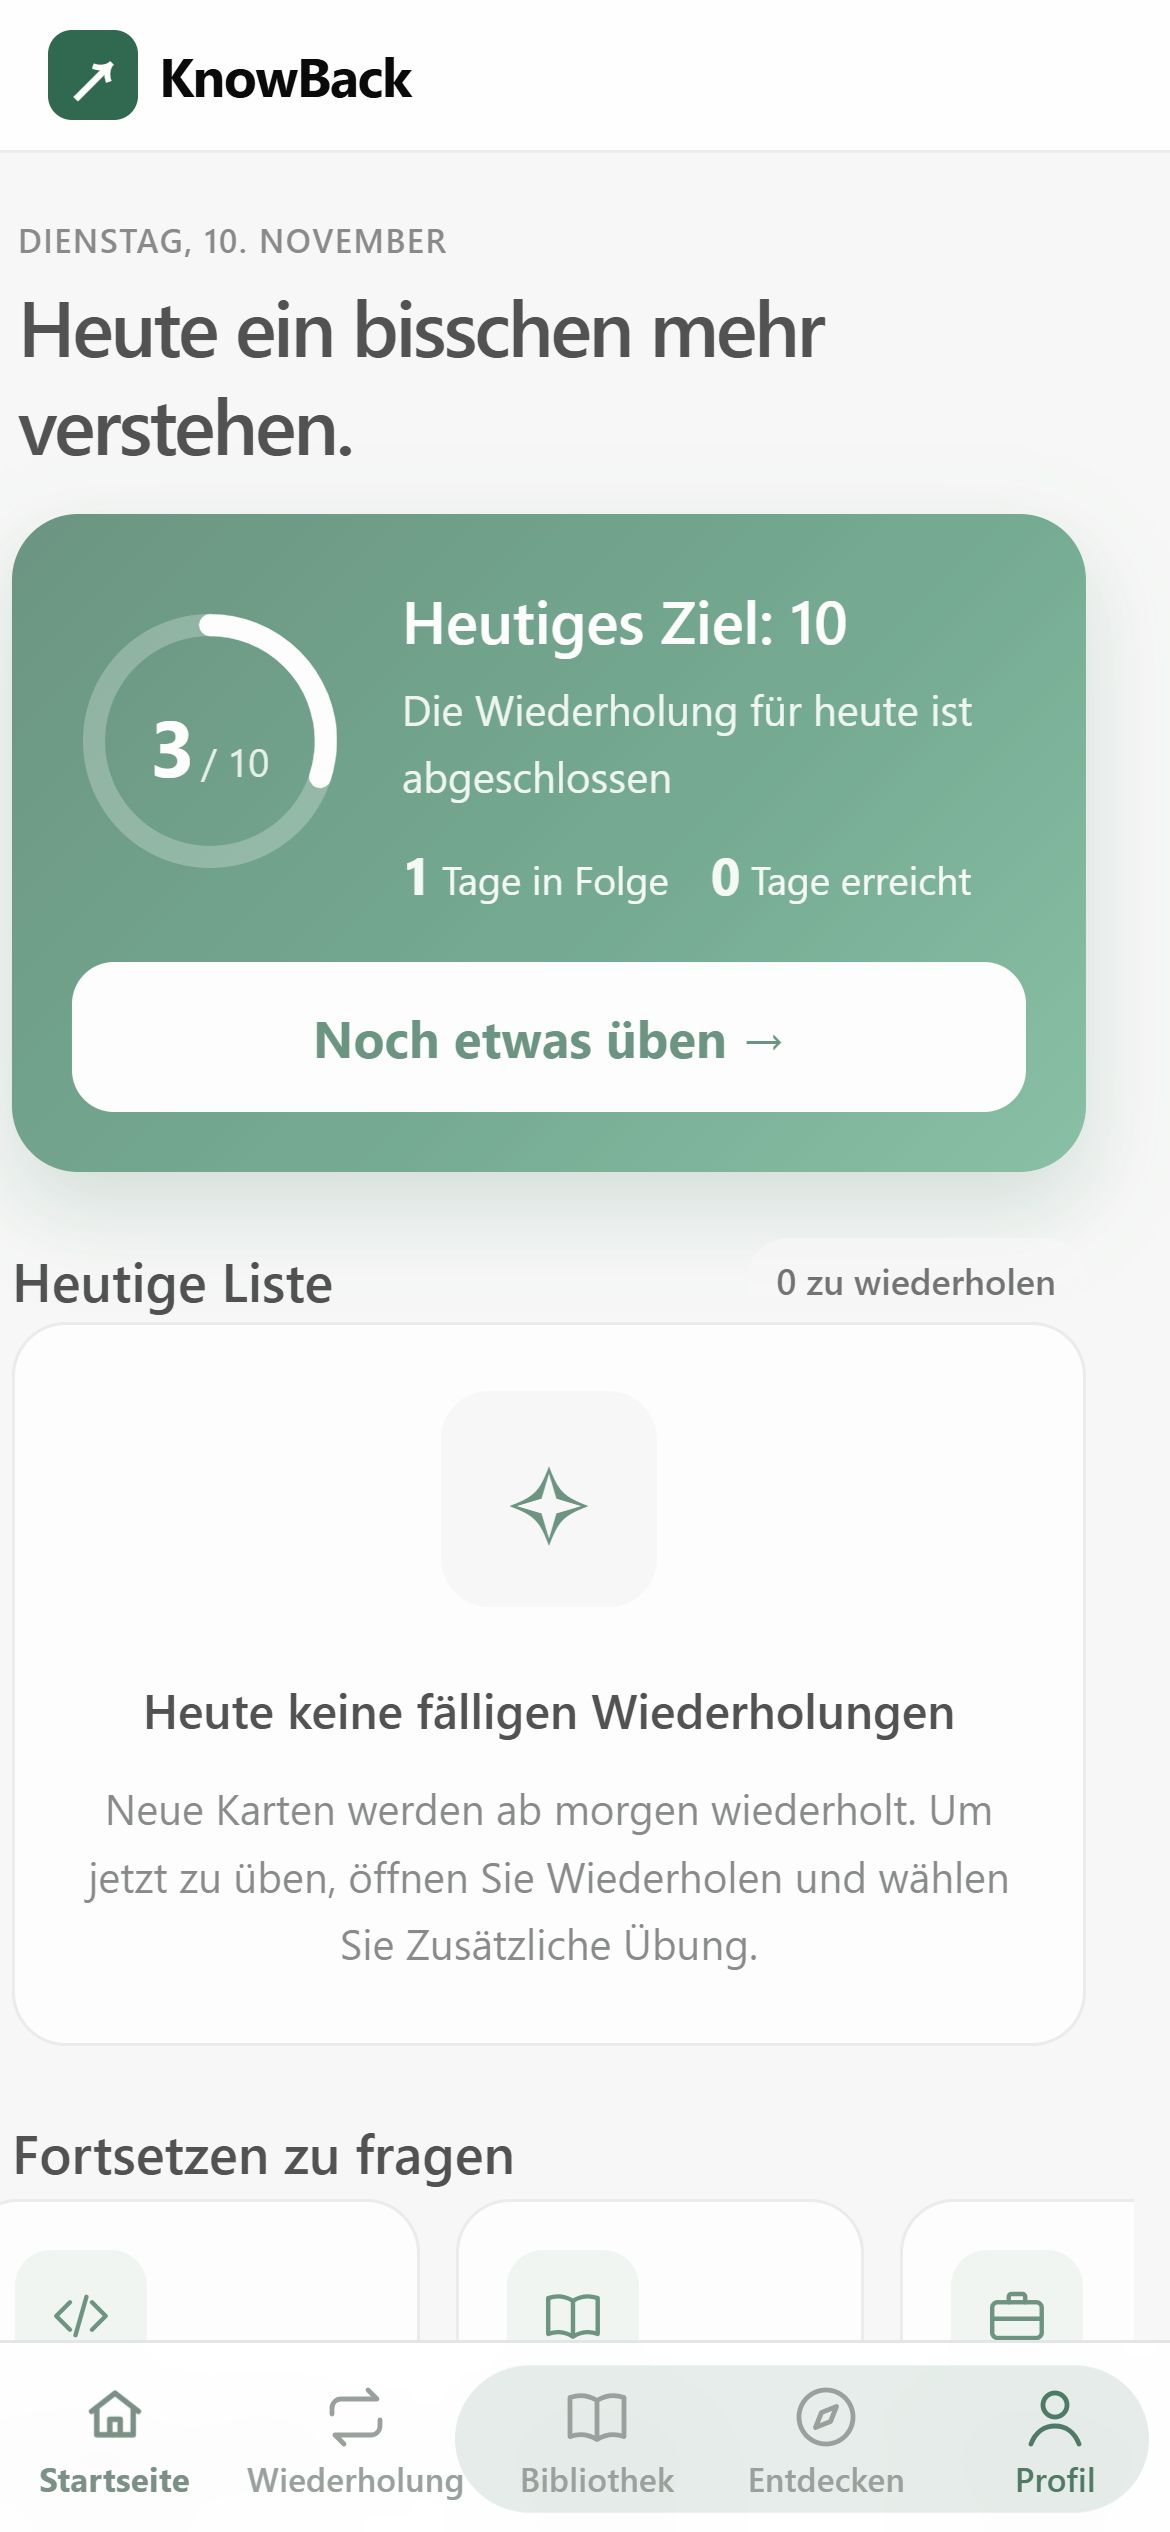 KnowBack
DIENSTAG, 10. NOVEMBER
Heute ein bisschen mehr
verstehen.
3 / 10
Heutiges Ziel: 10
Die Wiederholung für heute ist
abgeschlossen
1 Tage in Folge 0 Tage erreicht
Noch etwas üben →
Heutige Liste
0 zu wiederholen
Heute keine fälligen Wiederholungen
Neue Karten werden ab morgen wiederholt. Um
jetzt zu üben, öffnen Sie Wiederholen und wählen
Sie Zusätzliche Übung.
Fortsetzen zu fragen
Startseite Wiederholung Bibliothek Entdecken Profil